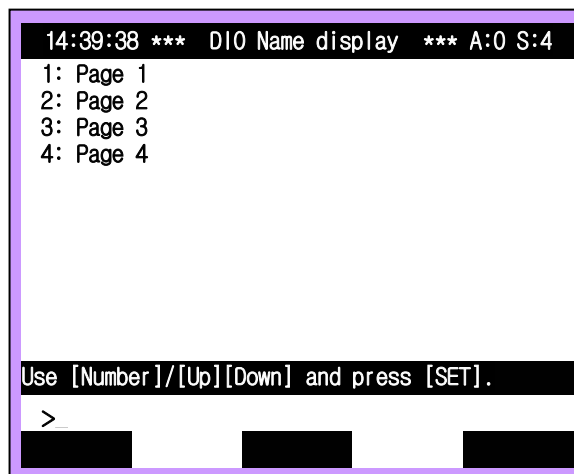 14:39:38 *** DIO Name display *** A:0 S:4
1: Page 1
2: Page 2
3: Page 3
4: Page 4
Use [Number]/[Up][Down] and press [SET].
>_